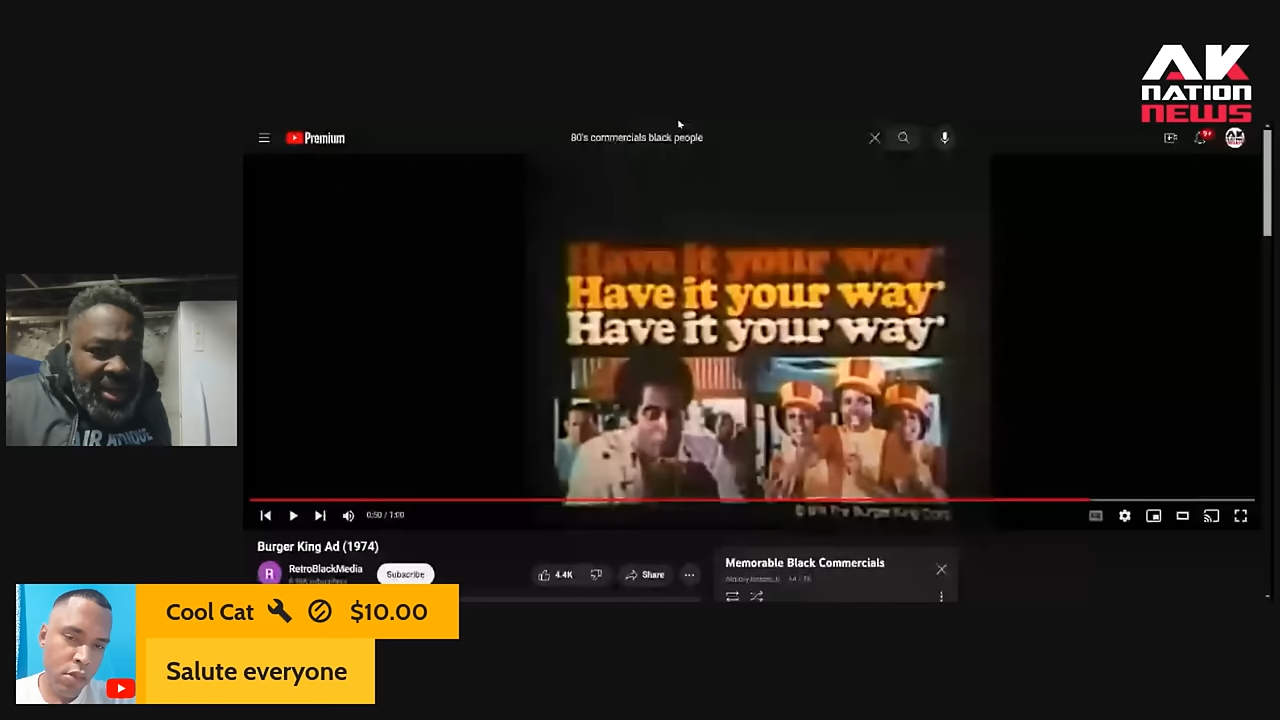 AK
NATION
NEWS
Premium
80's commercials black people
9+
Have it your way
Have it your way
Have it your way
0:50 / 1:00
Burger King Ad (1974)
R
RetroBlackMedia
Subscribe
4.4K
Share
Memorable Black Commercials
Cool Cat $10.00
Salute everyone